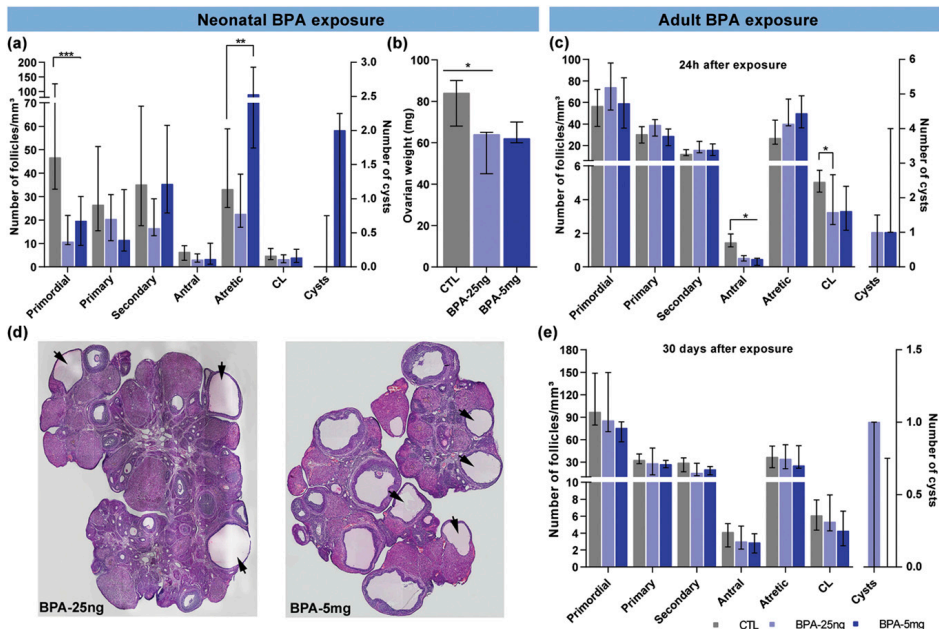 Neonatal BPA exposure
Adult BPA exposure
(a)
Number of follicles/mm³
200
150
100
70
60
50
40
30
20
10
0
***
**
3.0
2.5
2.0
1.5
1.0
0.5
0.0
Number of cysts
Primordial
Primary
Secondary
Antral
Atretic
CL
Cysts
(b)
Ovarian weight (mg)
100
80
60
40
20
0
*
CTL
BPA-25ng
BPA-5mg
(c)
24h after exposure
Number of follicles/mm³
100
80
60
40
20
6
4
2
0
*
*
6
5
4
3
2
1
0
Number of cysts
Primordial
Primary
Secondary
Antral
Atretic
CL
Cysts
(d)
BPA-25ng
BPA-5mg
(e)
30 days after exposure
Number of follicles/mm³
180
150
120
90
60
30
10
8
6
4
2
0
1.5
1.0
0.5
0.0
Number of cysts
Primordial
Primary
Secondary
Antral
Atretic
CL
Cysts
CTL
BPA-25ng
BPA-5mg